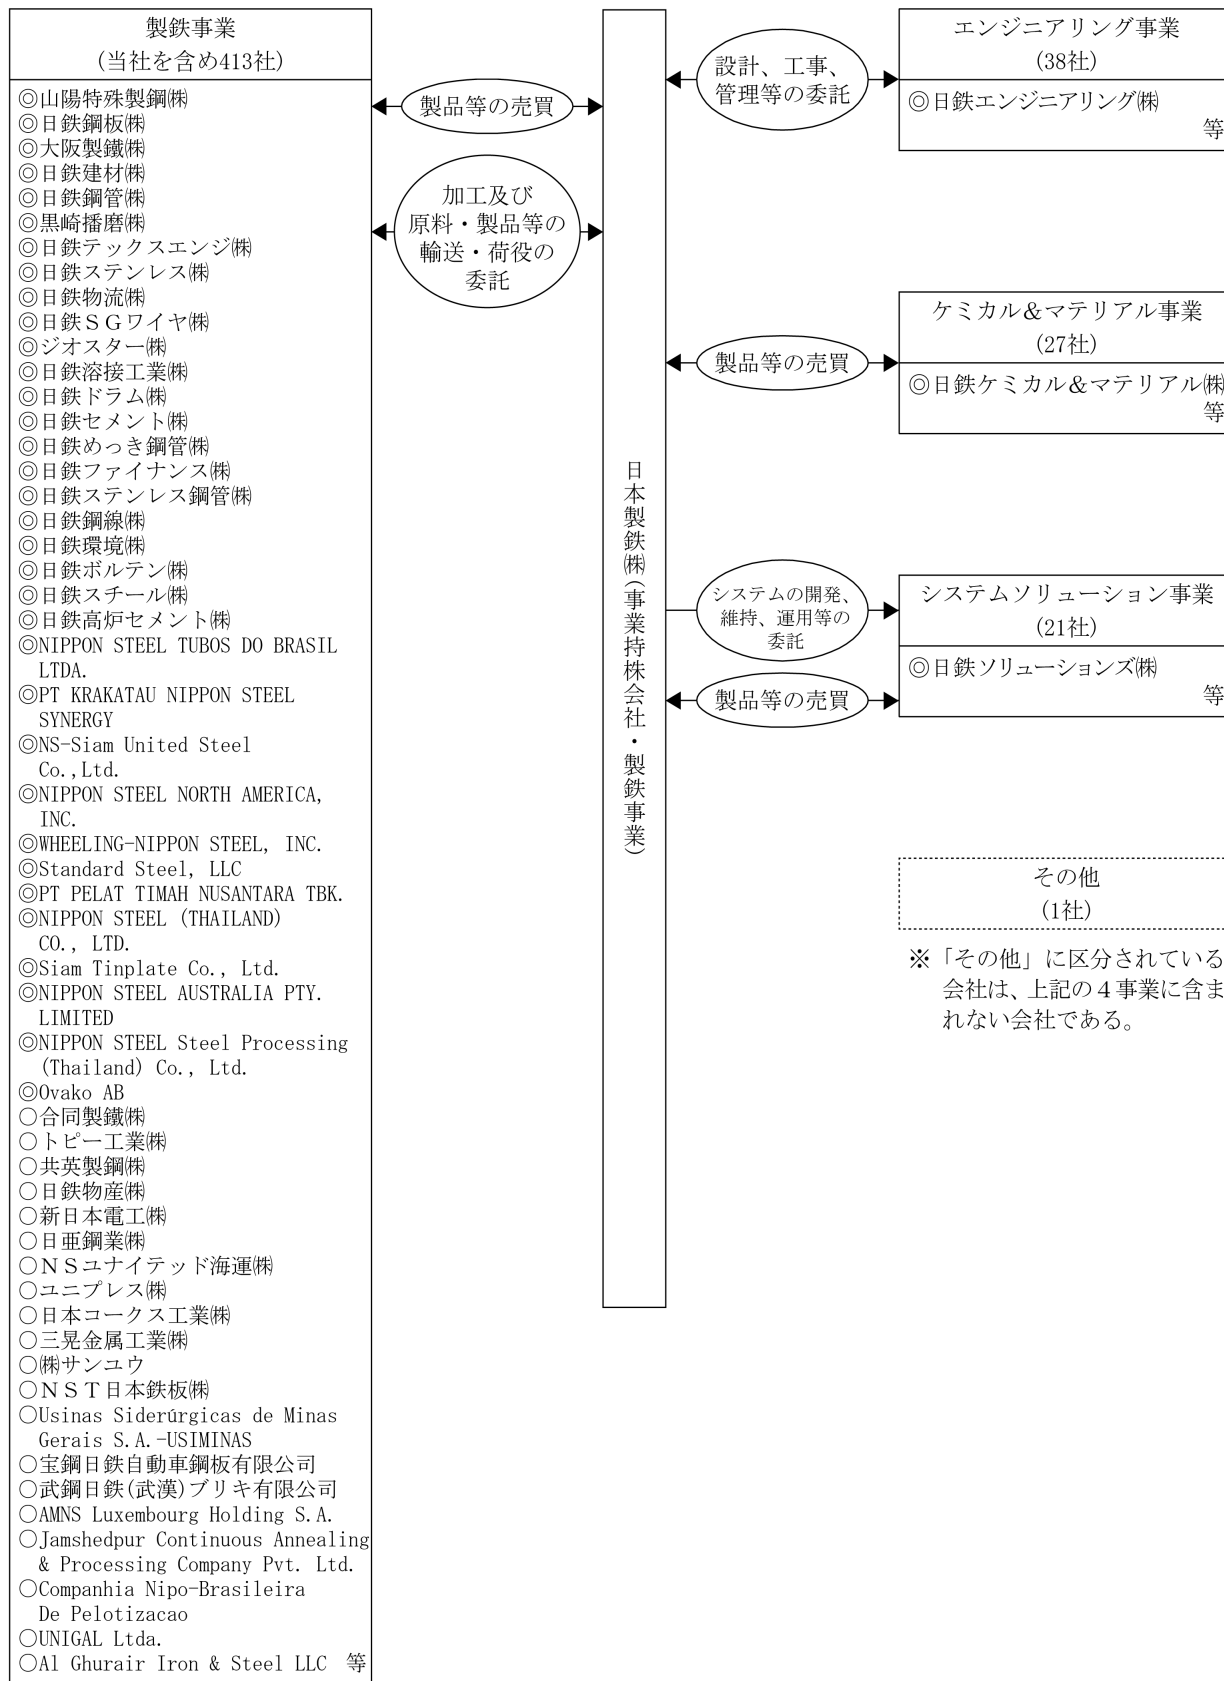 製鉄事業
(当社を含め413社)
◎山陽特殊製鋼㈱
◎日鉄鋼板㈱
◎大阪製鐵㈱
◎日鉄建材㈱
◎日鉄鋼管㈱
◎黒崎播磨㈱
◎日鉄テックスエンジ㈱
◎日鉄ステンレス㈱
◎日鉄物流㈱
◎日鉄ＳＧワイヤ㈱
◎ジオスター㈱
◎日鉄溶接工業㈱
◎日鉄ドラム㈱
◎日鉄セメント㈱
◎日鉄めっき鋼管㈱
◎日鉄ファイナンス㈱
◎日鉄ステンレス鋼管㈱
◎日鉄鋼線㈱
◎日鉄環境㈱
◎日鉄ボルテン㈱
◎日鉄スチール㈱
◎日鉄高炉セメント㈱
◎NIPPON STEEL TUBOS DO BRASIL
LTDA.
◎PT KRAKATAU NIPPON STEEL
SYNERGY
◎NS-Siam United Steel
Co.,Ltd.
◎NIPPON STEEL NORTH AMERICA,
INC.
◎WHEELING-NIPPON STEEL, INC.
◎Standard Steel, LLC
◎PT PELAT TIMAH NUSANTARA TBK.
◎NIPPON STEEL (THAILAND)
CO., LTD.
◎Siam Tinplate Co., Ltd.
◎NIPPON STEEL AUSTRALIA PTY.
LIMITED
◎NIPPON STEEL Steel Processing
(Thailand) Co., Ltd.
◎Ovako AB
○合同製鐵㈱
○トピー工業㈱
○共英製鋼㈱
○日鉄物産㈱
○新日本電工㈱
○日亜鋼業㈱
○ＮＳユナイテッド海運㈱
○ユニプレス㈱
○日本コークス工業㈱
○三晃金属工業㈱
○㈱サンユウ
○ＮＳＴ日本鉄板㈱
○Usinas Siderúrgicas de Minas
Gerais S.A.-USIMINAS
○宝鋼日鉄自動車鋼板有限公司
○武鋼日鉄(武漢)ブリキ有限公司
○AMNS Luxembourg Holding S.A.
○Jamshedpur Continuous Annealing
& Processing Company Pvt. Ltd.
○Companhia Nipo-Brasileira
De Pelotizacao
○UNIGAL Ltda.
○Al Ghurair Iron & Steel LLC 等
製品等の売買
加工及び
原料・製品等の
輸送・荷役の
委託
日本製鉄㈱(事業持株会社・製鉄事業)
設計、工事、
管理等の委託
エンジニアリング事業
(38社)
◎日鉄エンジニアリング㈱
等
製品等の売買
ケミカル＆マテリアル事業
(27社)
◎日鉄ケミカル＆マテリアル㈱
等
システムの開発、
維持、運用等の
委託
製品等の売買
システムソリューション事業
(21社)
◎日鉄ソリューションズ㈱
等
その他
(1社)
※「その他」に区分されている
会社は、上記の４事業に含ま
れない会社である。